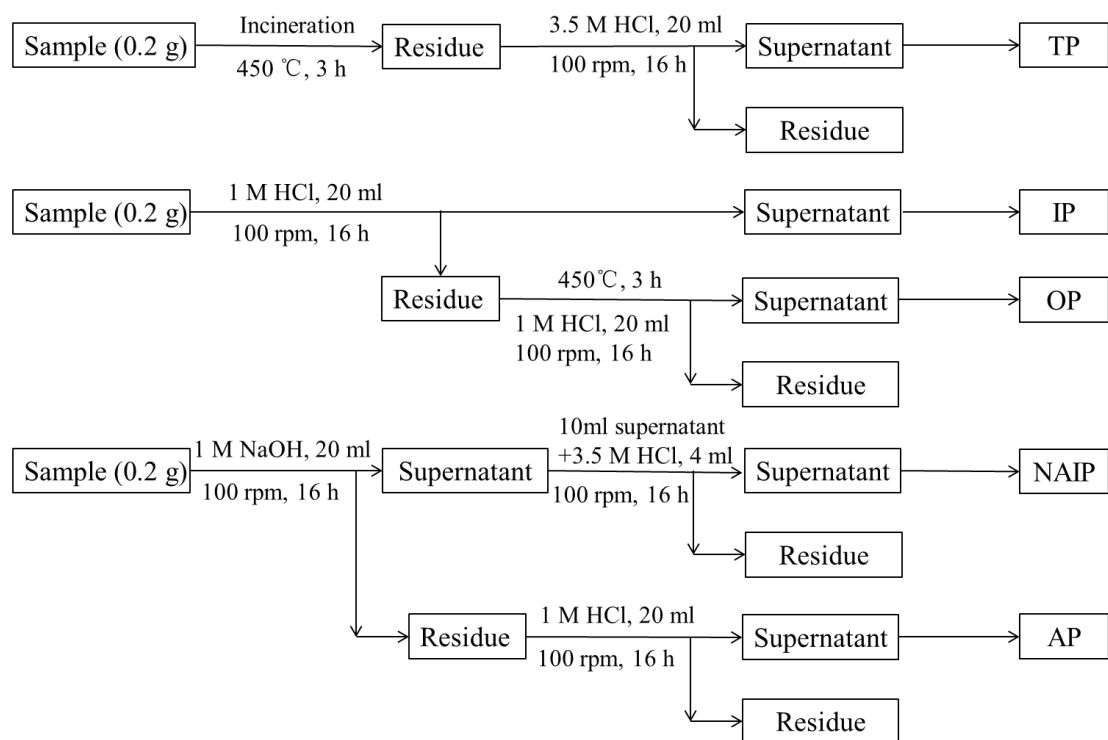 Sample (0.2 g)
Incineration
450 ℃, 3 h
Residue
3.5 M HCl, 20 ml
100 rpm, 16 h
Supernatant
TP
Residue
Sample (0.2 g)
1 M HCl, 20 ml
100 rpm, 16 h
Supernatant
IP
Residue
450℃, 3 h
1 M HCl, 20 ml
100 rpm, 16 h
Supernatant
OP
Residue
Sample (0.2 g)
1 M NaOH, 20 ml
100 rpm, 16 h
Supernatant
10ml supernatant
+3.5 M HCl, 4 ml
100 rpm, 16 h
Supernatant
NAIP
Residue
Residue
1 M HCl, 20 ml
100 rpm, 16 h
Supernatant
AP
Residue